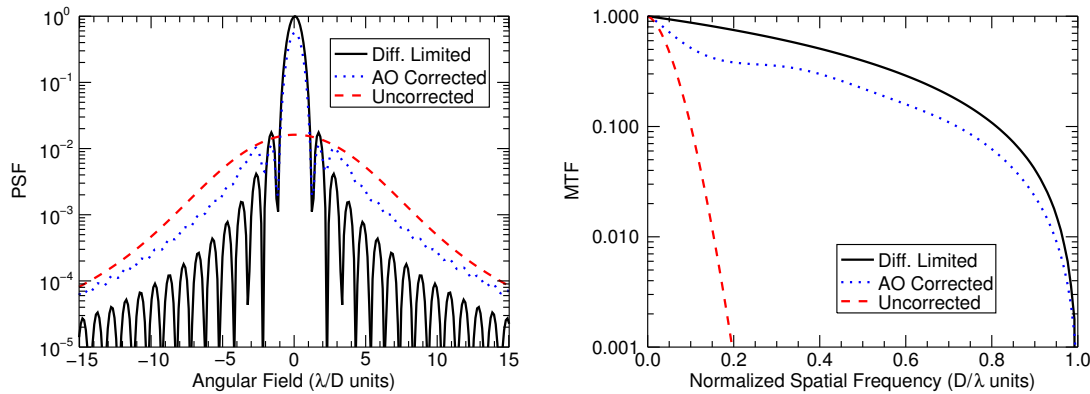 10⁰
10⁻¹
10⁻²
10⁻³
10⁻⁴
10⁻⁵
PSF
Diff. Limited
AO Corrected
Uncorrected
−15 −10 −5 0 5 10 15
Angular Field (λ/D units)
1.000
0.100
0.010
0.001
MTF
Diff. Limited
AO Corrected
Uncorrected
0.0 0.2 0.4 0.6 0.8 1.0
Normalized Spatial Frequency (D/λ units)